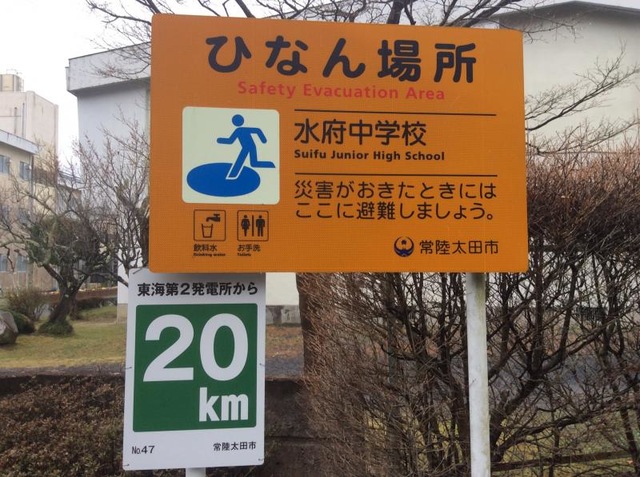 ひなん場所
Safety Evacuation Area
水府中学校
Suifu Junior High School
災害がおきたときには
ここに避難しましょう。
飲料水
Drinking water
お手洗
Toilets
常陸太田市
東海第2発電所から
20
km
No.47
常陸太田市